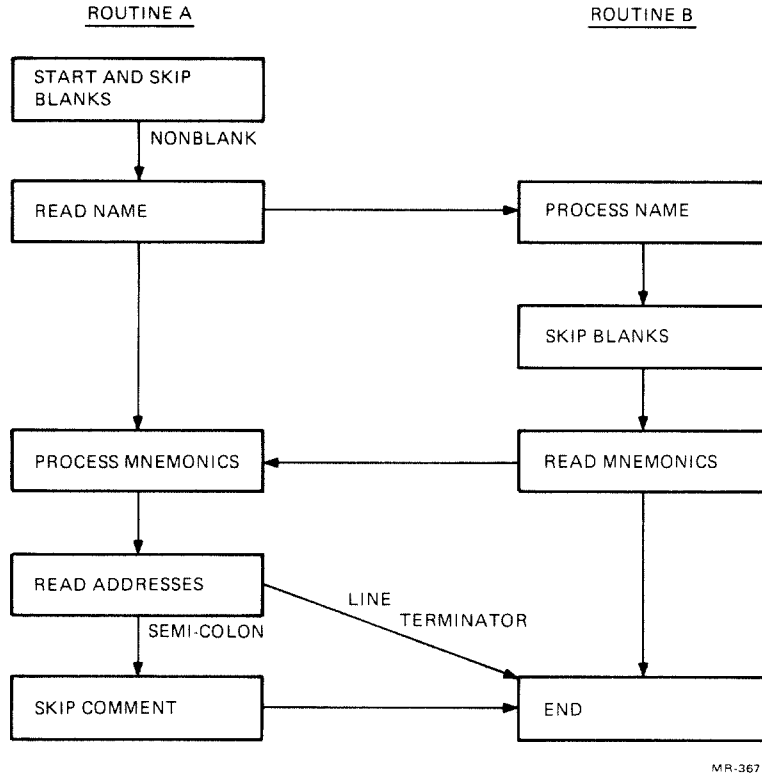 ROUTINE A
ROUTINE B
START AND SKIP
BLANKS
NONBLANK
READ NAME
PROCESS NAME
SKIP BLANKS
PROCESS MNEMONICS
READ MNEMONICS
READ ADDRESSES
LINE
TERMINATOR
SEMI-COLON
SKIP COMMENT
END
MR-367